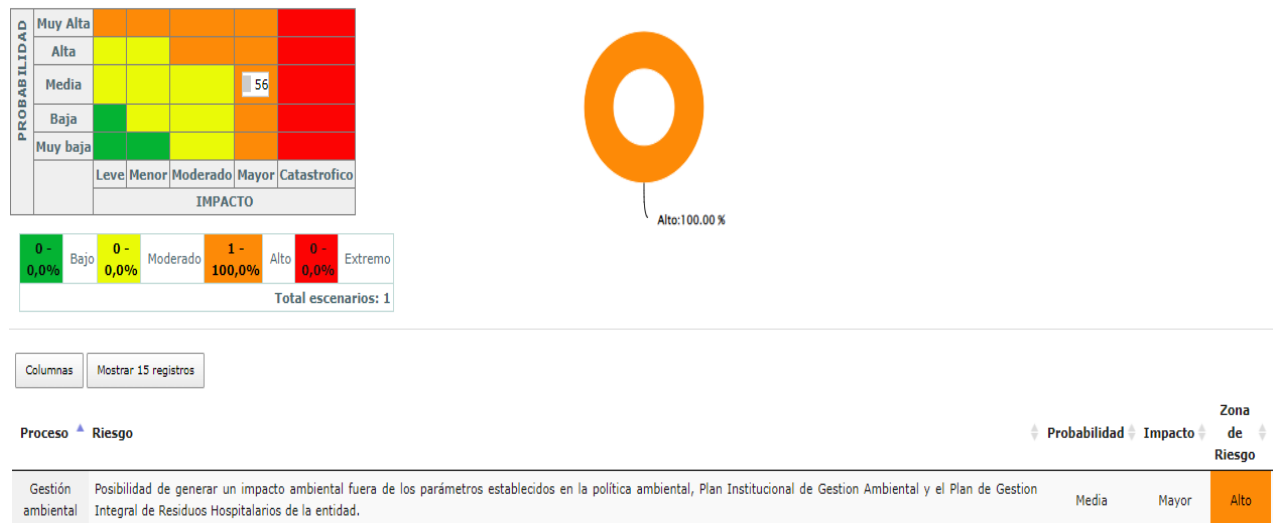 PROBABILIDAD
Muy Alta
Alta
Media
56
Baja
Muy baja
Leve Menor Moderado Mayor Catastrofico
IMPACTO
Alto:100.00 %
0 - 0,0% Bajo 0 - 0,0% Moderado 1 - 100,0% Alto 0 - 0,0% Extremo
Total escenarios: 1
Columnas Mostrar 15 registros
Proceso Riesgo Probabilidad Impacto Zona de Riesgo
Gestión ambiental
Posibilidad de generar un impacto ambiental fuera de los parámetros establecidos en la política ambiental, Plan Institucional de Gestion Ambiental y el Plan de Gestion
Integral de Residuos Hospitalarios de la entidad.
Media Mayor Alto